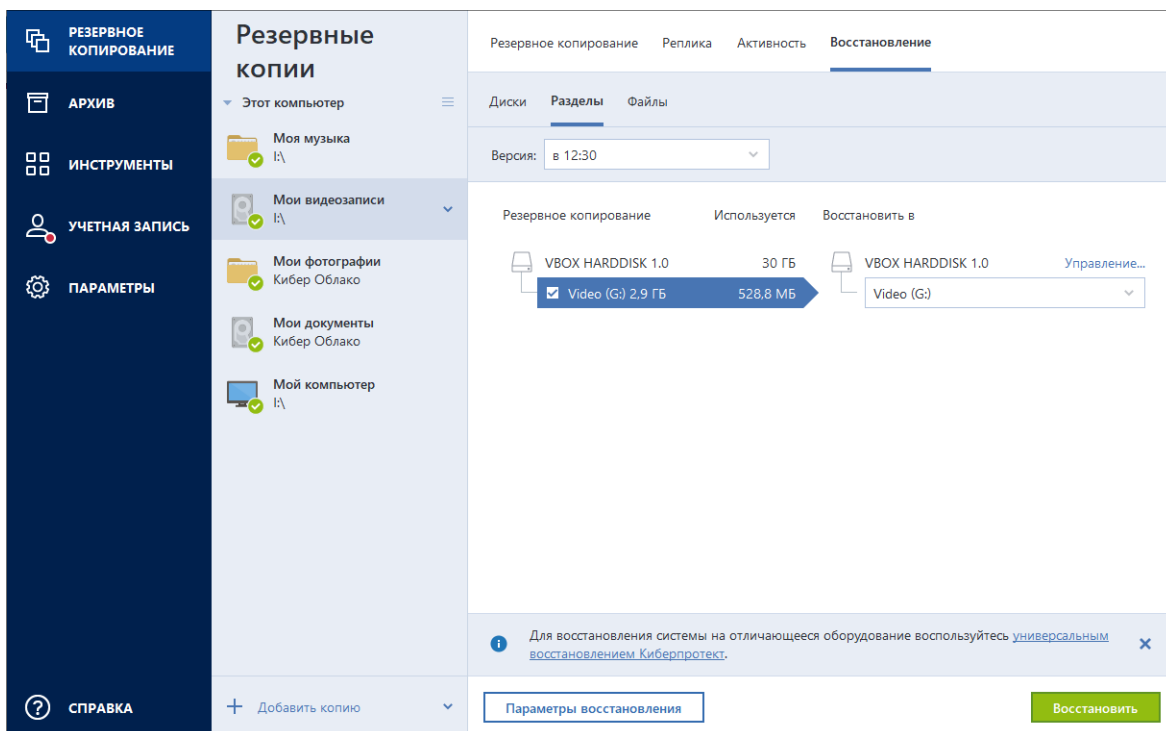 РЕЗЕРВНОЕ
КОПИРОВАНИЕ
АРХИВ
ИНСТРУМЕНТЫ
УЧЕТНАЯ ЗАПИСЬ
ПАРАМЕТРЫ
СПРАВКА
Резервные
копии
Этот компьютер
Моя музыка
I:\
Мои видеозаписи
I:\
Мои фотографии
Кибер Облако
Мои документы
Кибер Облако
Мой компьютер
I:\
Добавить копию
Резервное копирование Реплика Активность Восстановление
Диски Разделы Файлы
Версия: в 12:30
Резервное копирование Используется Восстановить в
VBOX HARDDISK 1.0 30 ГБ VBOX HARDDISK 1.0 Управление...
Video (G:) 2,9 ГБ 528,8 МБ Video (G:)
Для восстановления системы на отличающееся оборудование воспользуйтесь универсальным
восстановлением Киберпротект.
Параметры восстановления Восстановить